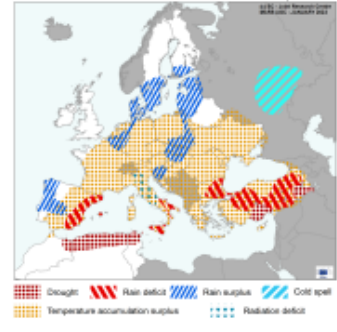 Drought
Rain deficit
Rain surplus
Cold spell
Temperature accumulation surplus
Radiation deficit